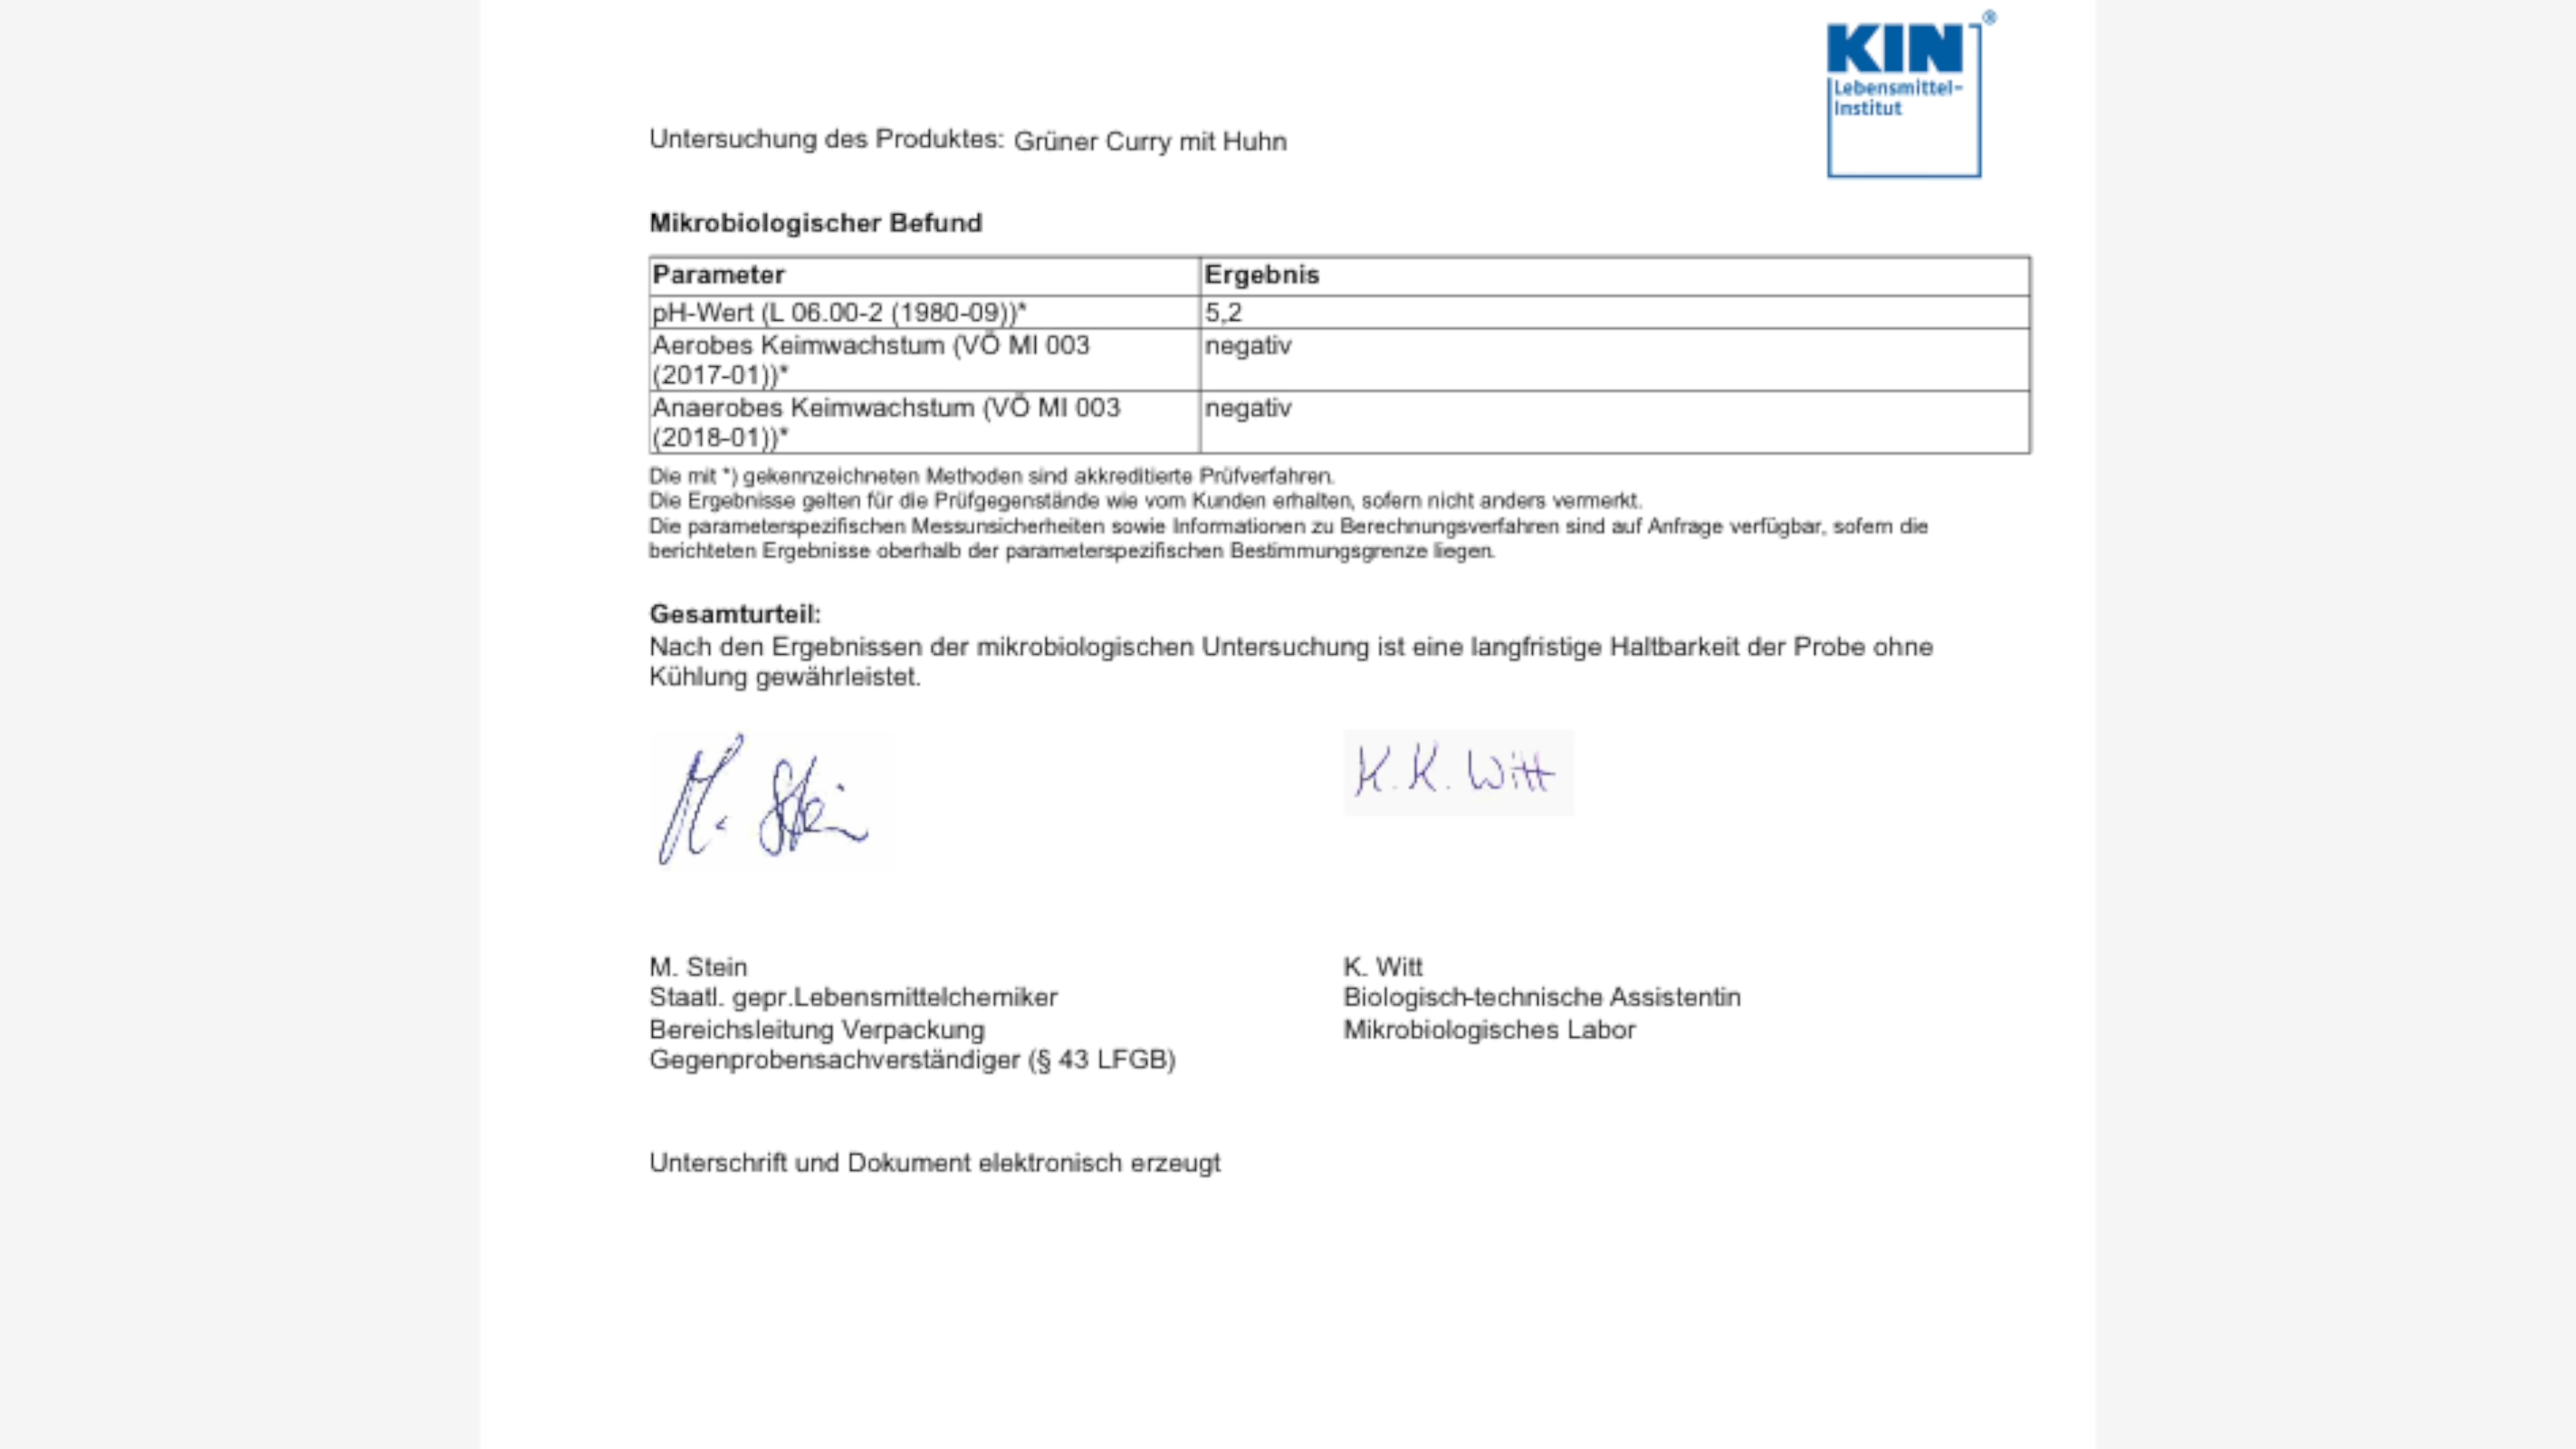 KIN®
Lebensmittel-
Institut
Untersuchung des Produktes: Grüner Curry mit Huhn
Mikrobiologischer Befund
Parameter Ergebnis
pH-Wert (L 06.00-2 (1980-09))* 5,2
Aerobes Keimwachstum (VÖ MI 003 negativ
(2017-01))*
Anaerobes Keimwachstum (VÖ MI 003 negativ
(2018-01))*
Die mit *) gekennzeichneten Methoden sind akkreditierte Prüfverfahren.
Die Ergebnisse gelten für die Prüfgegenstände wie vom Kunden erhalten, sofern nicht anders vermerkt.
Die parameterspezifischen Messunsicherheiten sowie Informationen zu Berechnungsverfahren sind auf Anfrage verfügbar, sofern die
berichteten Ergebnisse oberhalb der parameterspezifischen Bestimmungsgrenze liegen.
Gesamturteil:
Nach den Ergebnissen der mikrobiologischen Untersuchung ist eine langfristige Haltbarkeit der Probe ohne
Kühlung gewährleistet.
M. Stein K.K. Witt
M. Stein K. Witt
Staatl. gepr.Lebensmittelchemiker Biologisch-technische Assistentin
Bereichsleitung Verpackung Mikrobiologisches Labor
Gegenprobensachverständiger (§ 43 LFGB)
Unterschrift und Dokument elektronisch erzeugt